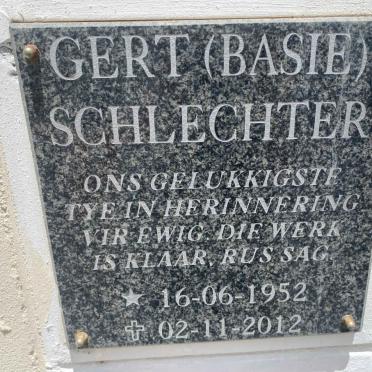 GERT (BASIE)
SCHLECHTER
ONS GELUKKIGSTE
TYE IN HERINNERING
VIR EWIG. DIE WERK
IS KLAAR, RUS SAG.
★ 16-06-1952
✝ 02-11-2012